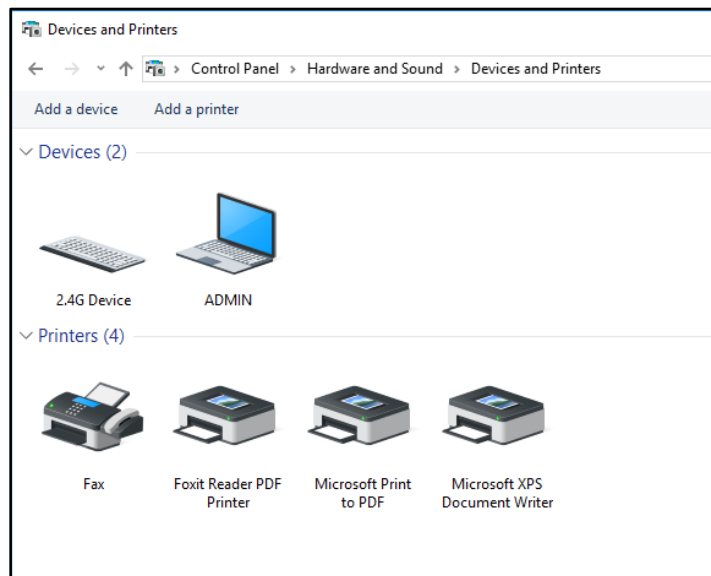 Devices and Printers
Control Panel > Hardware and Sound > Devices and Printers
Add a device Add a printer
Devices (2)
2.4G Device ADMIN
Printers (4)
Fax Foxit Reader PDF Microsoft Print Microsoft XPS
Printer to PDF Document Writer